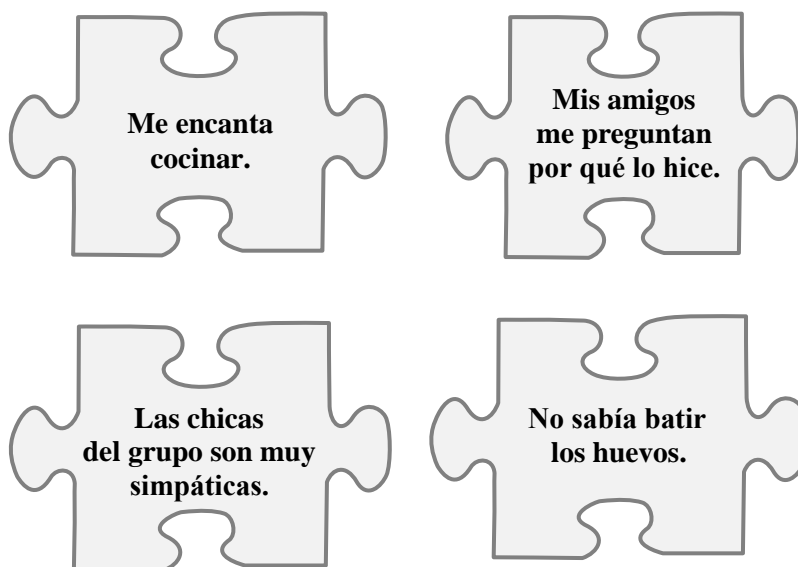 Me encanta
cocinar.
Mis amigos
me preguntan
por qué lo hice.
Las chicas
del grupo son muy
simpáticas.
No sabía batir
los huevos.